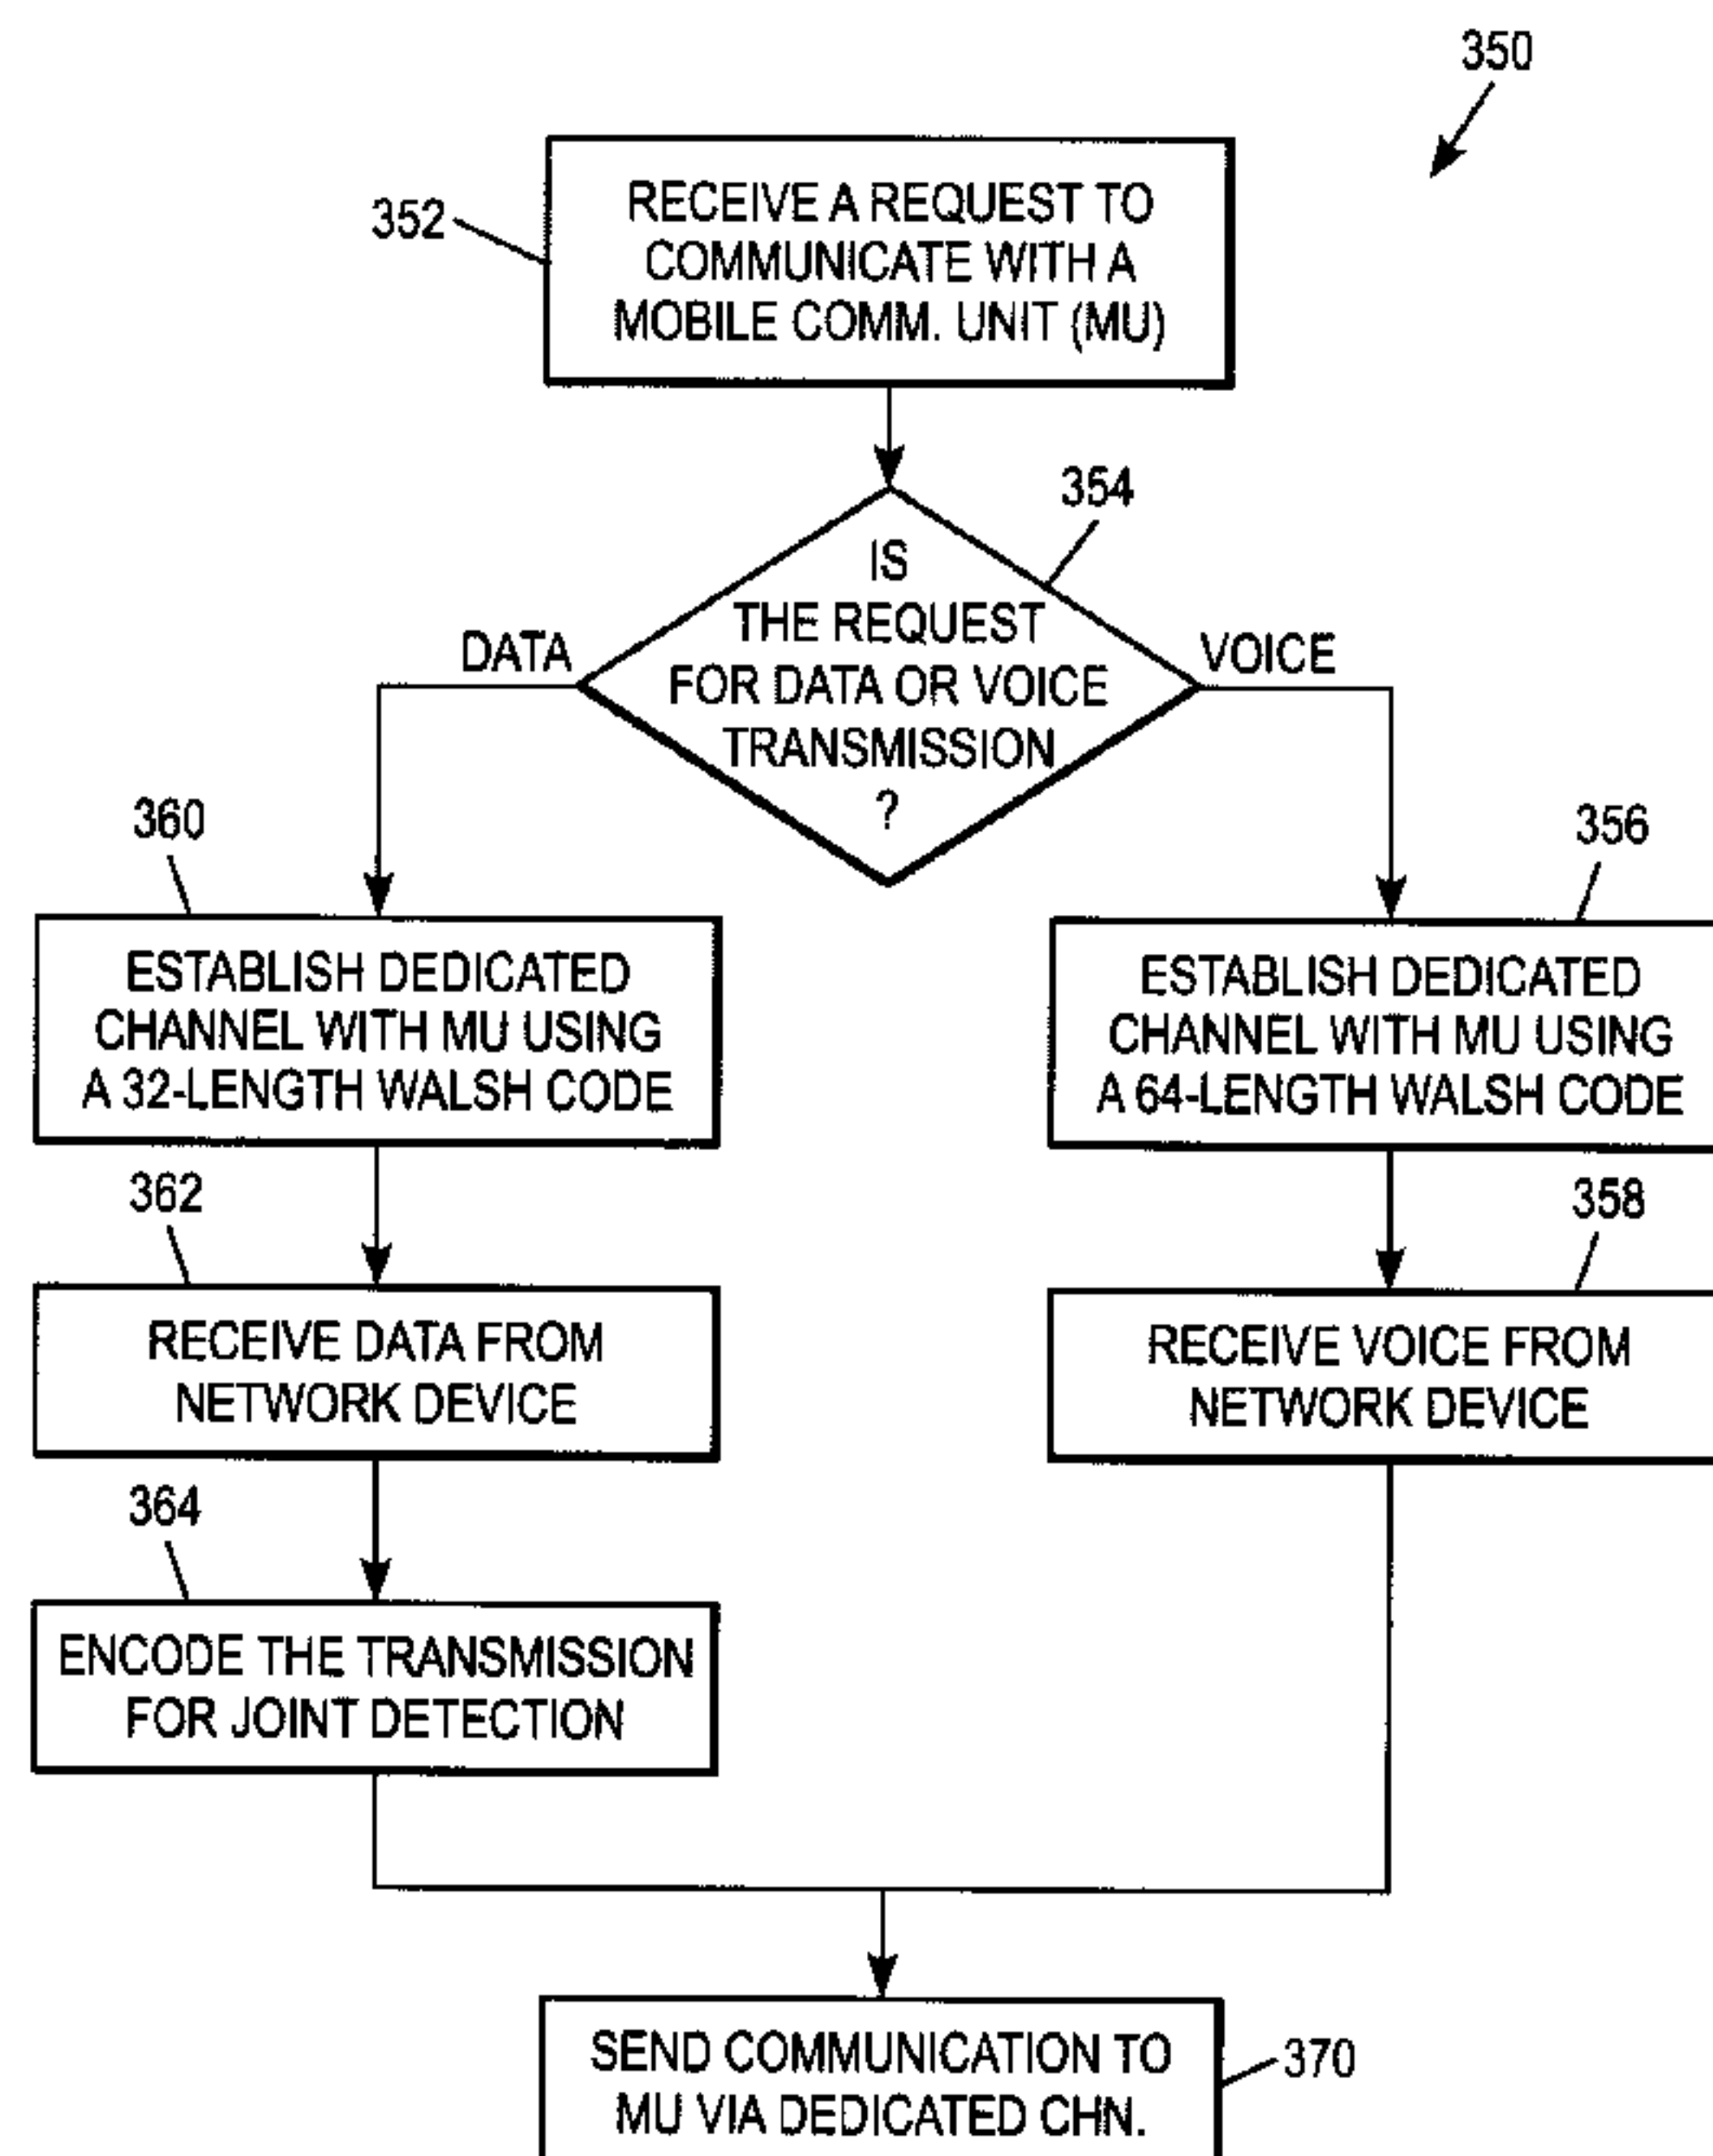 350
352
RECEIVE A REQUEST TO
COMMUNICATE WITH A
MOBILE COMM. UNIT (MU)
354
IS
THE REQUEST
FOR DATA OR VOICE
TRANSMISSION
?
DATA
VOICE
360
ESTABLISH DEDICATED
CHANNEL WITH MU USING
A 32-LENGTH WALSH CODE
356
ESTABLISH DEDICATED
CHANNEL WITH MU USING
A 64-LENGTH WALSH CODE
362
RECEIVE DATA FROM
NETWORK DEVICE
358
RECEIVE VOICE FROM
NETWORK DEVICE
364
ENCODE THE TRANSMISSION
FOR JOINT DETECTION
SEND COMMUNICATION TO
MU VIA DEDICATED CHN.
370